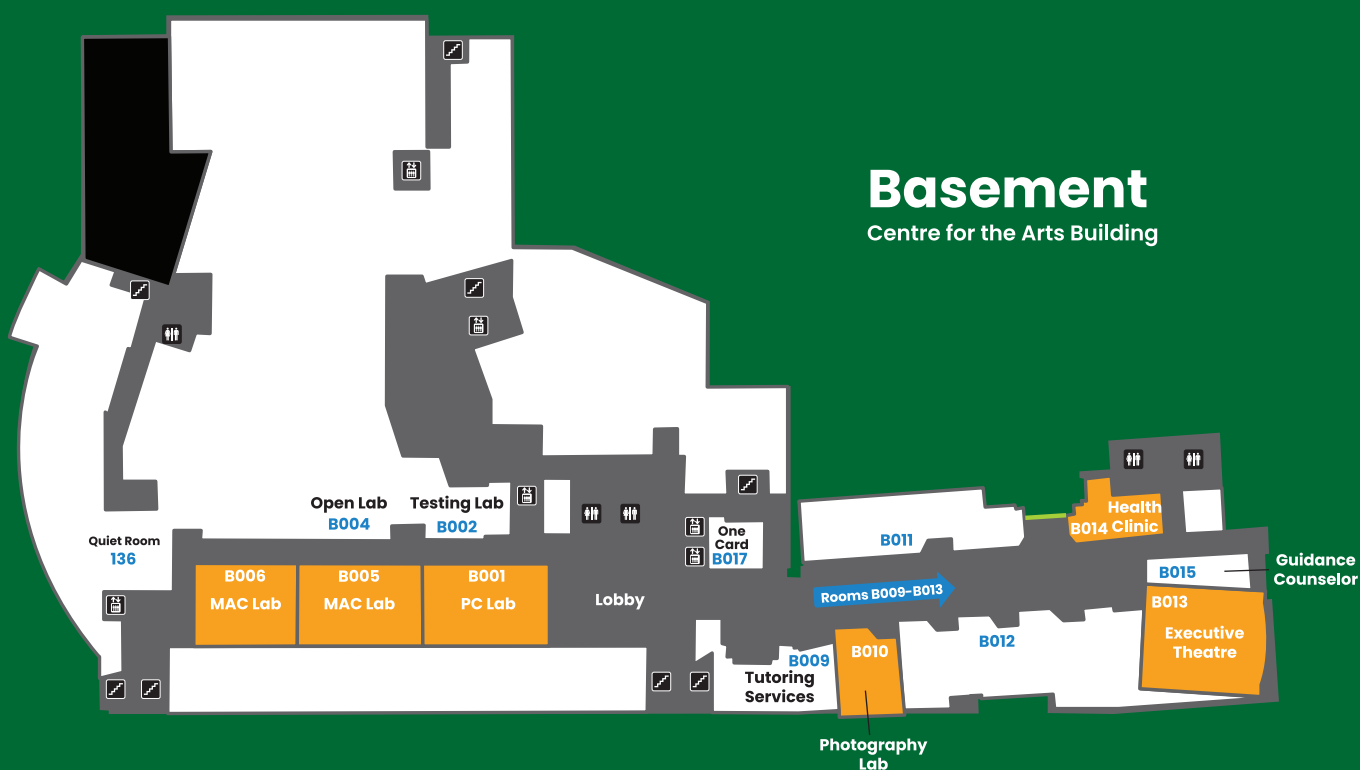 Basement
Centre for the Arts Building
Open Lab
B004
Testing Lab
B002
Quiet Room
136
One
Card
B017
B011
Health
B014 Clinic
Guidance
Counselor
B015
B006
MAC Lab
B005
MAC Lab
B001
PC Lab
Lobby
Rooms B009-B013
B013
Executive
Theatre
B012
B010
B009
Tutoring
Services
Photography
Lab